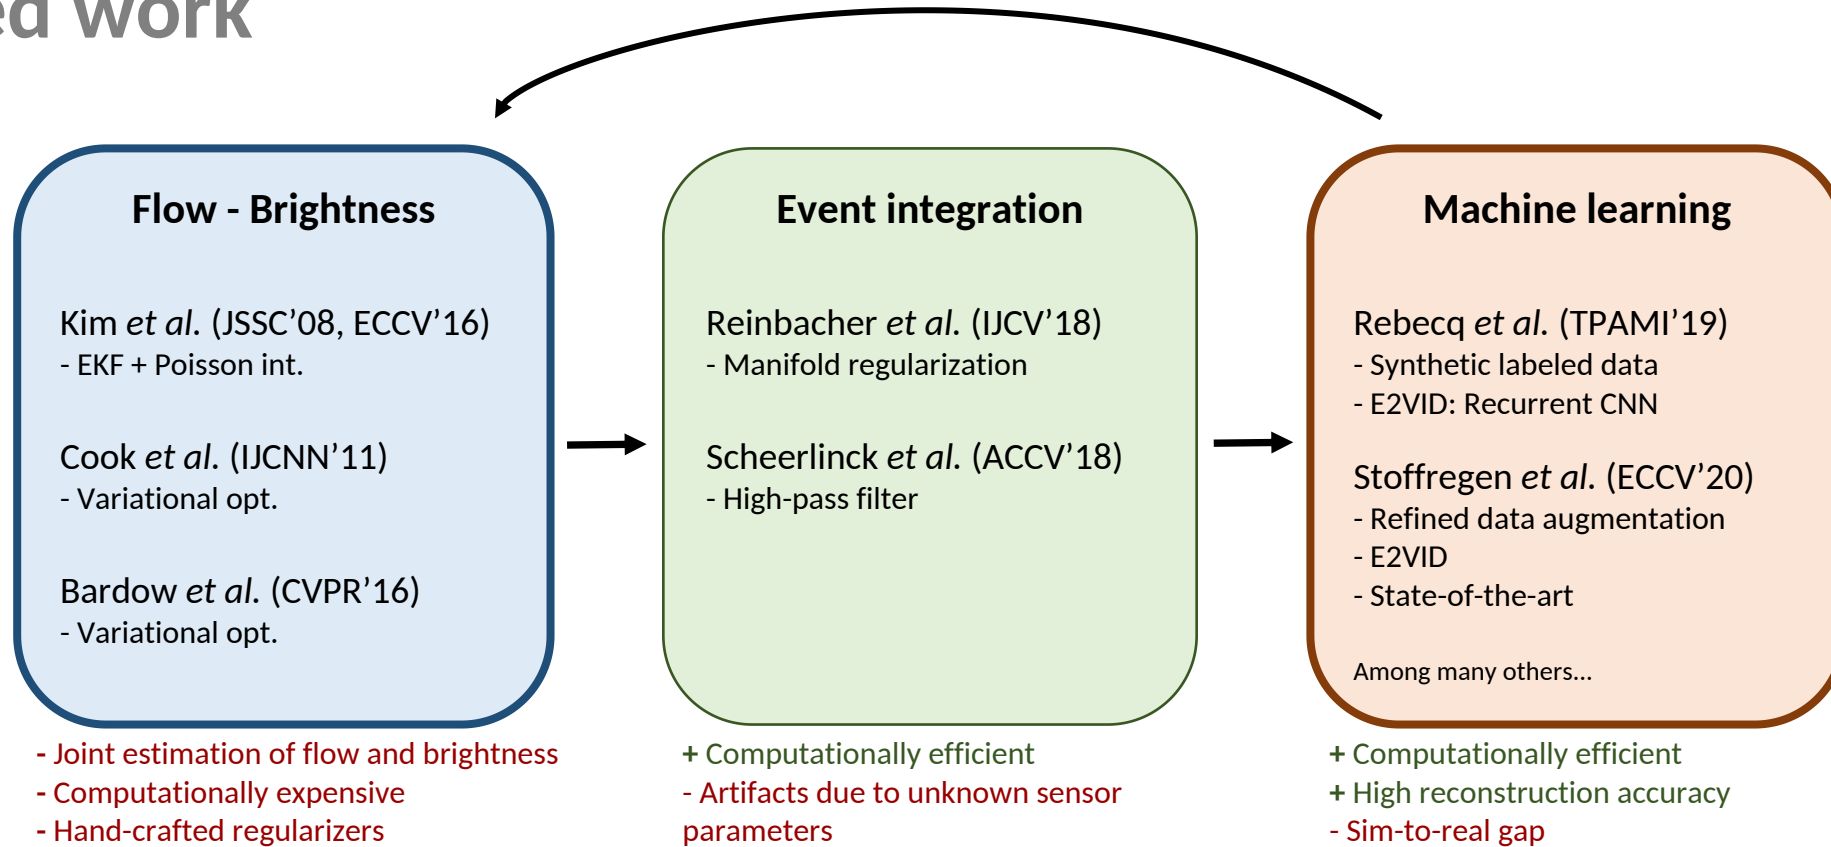 ed work
Flow - Brightness
Kim et al. (JSSC’08, ECCV’16)
- EKF + Poisson int.
Cook et al. (IJCNN’11)
- Variational opt.
Bardow et al. (CVPR’16)
- Variational opt.
- Joint estimation of flow and brightness
- Computationally expensive
- Hand-crafted regularizers
Event integration
Reinbacher et al. (IJCV’18)
- Manifold regularization
Scheerlinck et al. (ACCV’18)
- High-pass filter
+ Computationally efficient
- Artifacts due to unknown sensor
parameters
Machine learning
Rebecq et al. (TPAMI’19)
- Synthetic labeled data
- E2VID: Recurrent CNN
Stoffregen et al. (ECCV’20)
- Refined data augmentation
- E2VID
- State-of-the-art
Among many others...
+ Computationally efficient
+ High reconstruction accuracy
- Sim-to-real gap